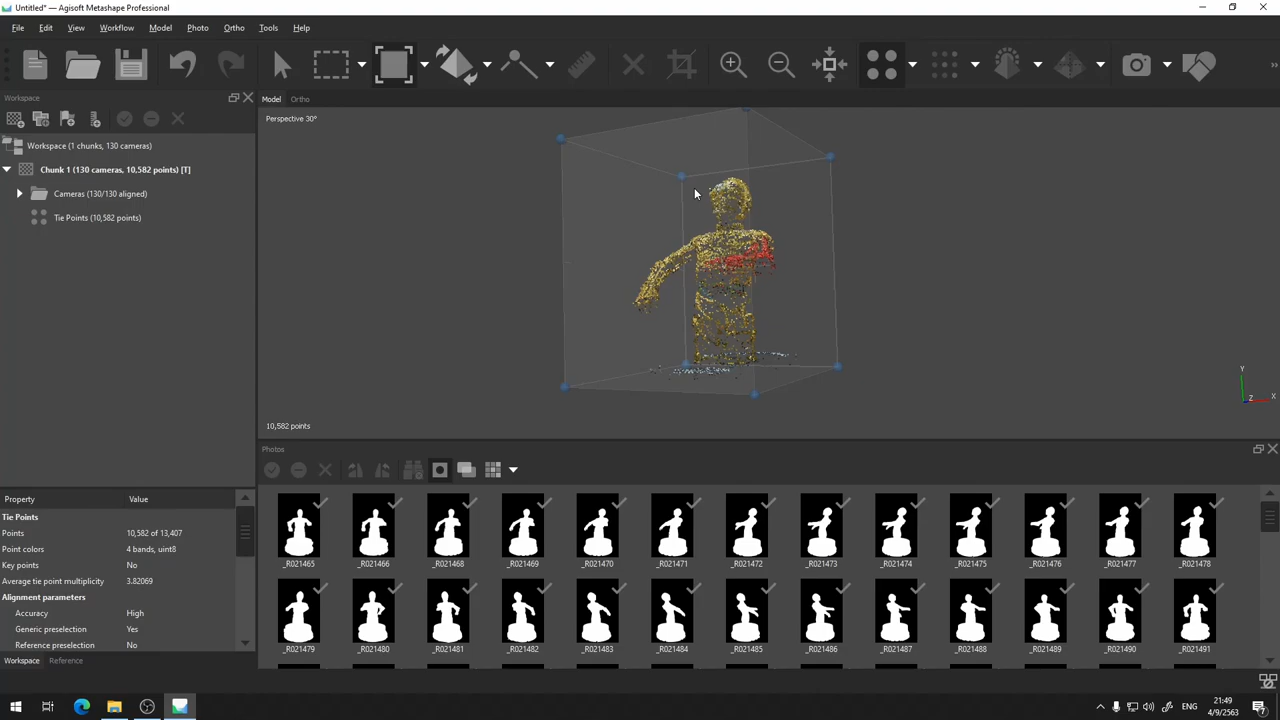 Untitled* — Agisoft Metashape Professional
File Edit View Workflow Model Photo Ortho Tools Help
Workspace
Workspace (1 chunks, 130 cameras)
Chunk 1 (130 cameras, 10,582 points) [T]
Cameras (130/130 aligned)
Tie Points (10,582 points)
Property Value
Tie Points
Points 10,582 of 13,407
Point colors 4 bands, uint8
Key points No
Average tie point multiplicity 3.82069
Alignment parameters
Accuracy High
Generic preselection Yes
Reference preselection No
Workspace Reference
Model Ortho
Perspective 30°
Y
Z X
10,582 points
Photos
_R021465 _R021466 _R021468 _R021469 _R021470 _R021471 _R021472 _R021473 _R021474 _R021475 _R021476 _R021477 _R021478
_R021479 _R021480 _R021481 _R021482 _R021483 _R021484 _R021485 _R021486 _R021487 _R021488 _R021489 _R021490 _R021491
ENG
21:49
4/9/2563